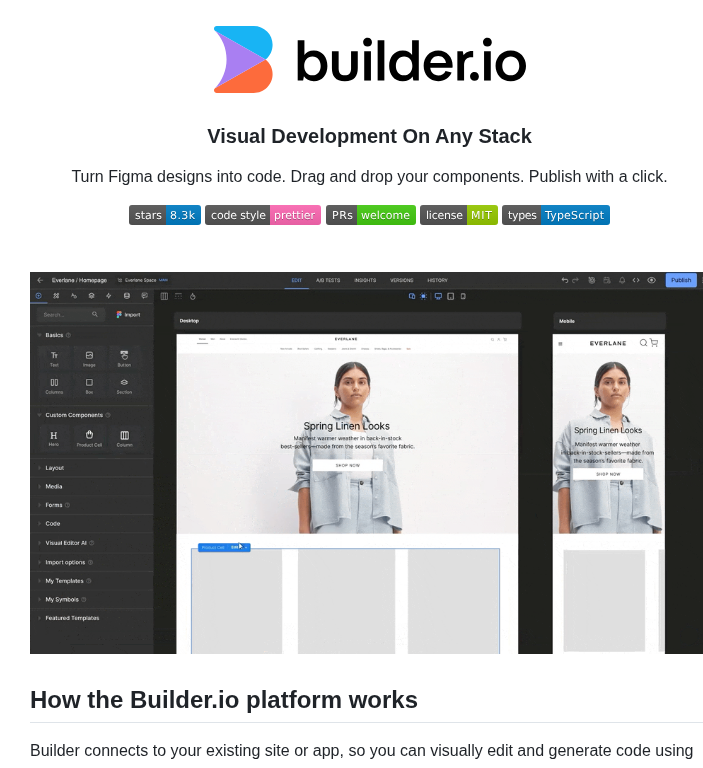 builder.io
Visual Development On Any Stack
Turn Figma designs into code. Drag and drop your components. Publish with a click.
stars 8.3k code style prettier PRs welcome license MIT types TypeScript
Everlane / Homepage Everlane Space EDIT A/B TESTS INSIGHTS VERSIONS HISTORY Publish
Search... Import
Desktop
Mobile
Basics
Text Image Button
Columns Box Section
Custom Components
Hero Product Cell Column
Layout
Media
Forms
Code
Visual Editor AI
Import options
My Templates
My Symbols
Featured Templates
EVERLANE
Spring Linen Looks
Manifest warmer weather in back-in-stock
best-sellers—made from the season's favorite fabric.
SHOP NOW
Product Cell
EVERLANE
Spring Linen Looks
Manifest warmer weather
in back-in-stock-sellers—made from
the season's favorite fabric.
SHOP NOW
How the Builder.io platform works
Builder connects to your existing site or app, so you can visually edit and generate code using